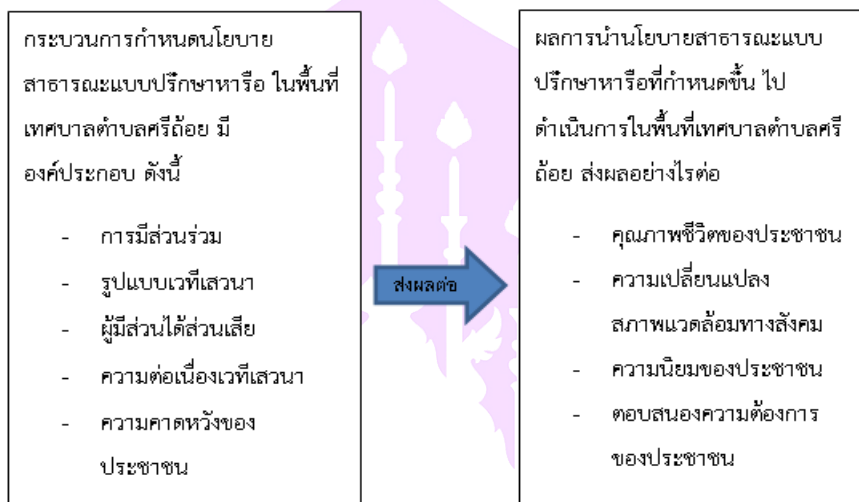 กระบวนการกำหนดนโยบาย
สาธารณะแบบปรึกษาหารือ ในพื้นที่
เทศบาลตำบลศรีถ้อย มี
องค์ประกอบ ดังนี้
- การมีส่วนร่วม
- รูปแบบเวทีเสวนา
- ผู้มีส่วนได้ส่วนเสีย
- ความต่อเนื่องเวทีเสวนา
- ความคาดหวังของ
ประชาชน
ส่งผลต่อ
ผลการนำนโยบายสาธารณะแบบ
ปรึกษาหารือที่กำหนดขึ้น ไป
ดำเนินการในพื้นที่เทศบาลตำบลศรี
ถ้อย ส่งผลอย่างไรต่อ
- คุณภาพชีวิตของประชาชน
- ความเปลี่ยนแปลง
สภาพแวดล้อมทางสังคม
- ความนิยมของประชาชน
- ตอบสนองความต้องการ
ของประชาชน